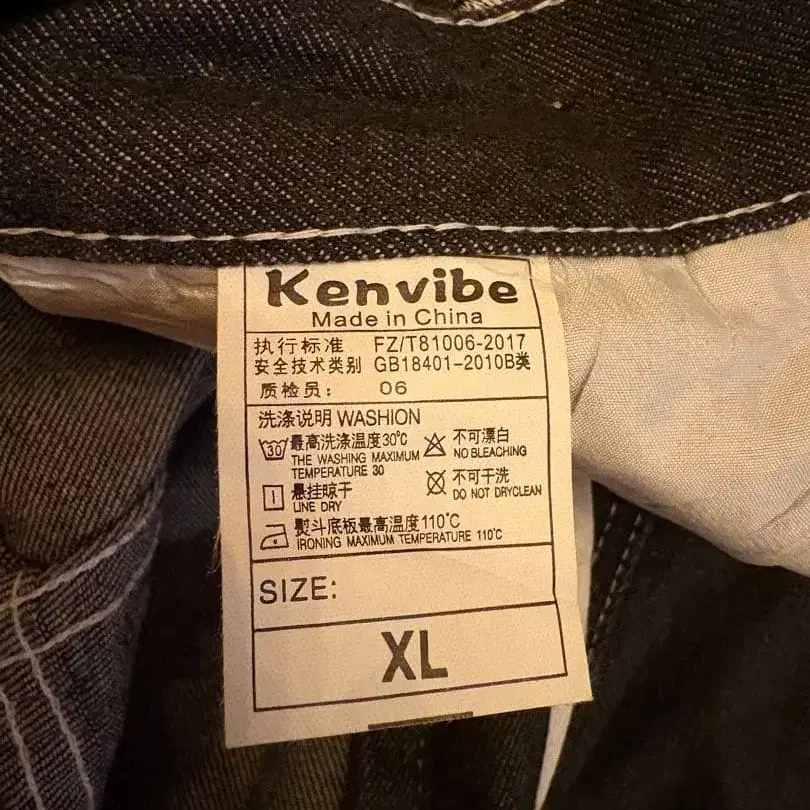 Kenvibe
Made in China
执行标准 FZ/T81006-2017
安全技术类别 GB18401-2010B类
质检员: 06
洗涤说明 WASHION
30 最高洗涤温度30℃
THE WASHING MAXIMUM
TEMPERATURE 30
不可漂白
NO BLEACHING
悬挂晾干
LINE DRY
不可干洗
DO NOT DRYCLEAN
熨斗底板最高温度110℃
IRONING MAXIMUM TEMPERATURE 110℃
SIZE:
XL